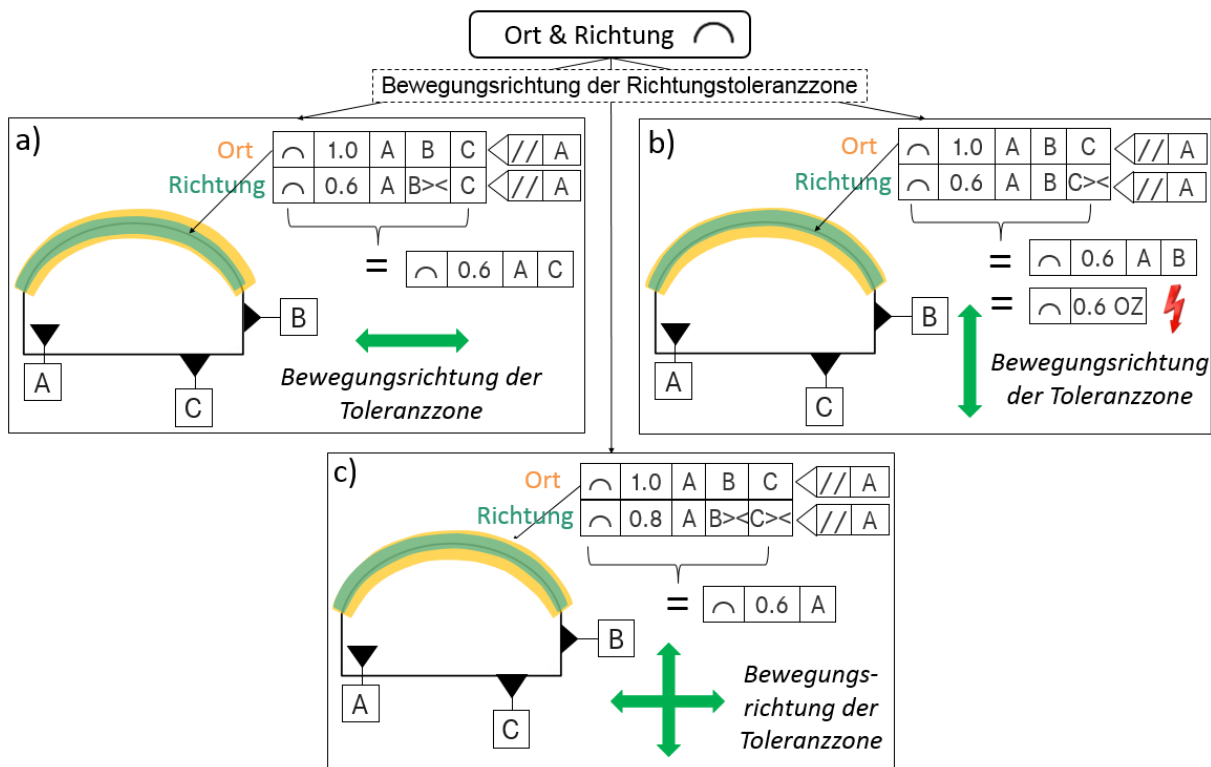 Ort & Richtung ⌒
Bewegungsrichtung der Richtungstoleranzzone
a)
Ort
⌒ 1.0 A B C // A
Richtung
⌒ 0.6 A B>< C // A
= ⌒ 0.6 A C
B
A
C
Bewegungsrichtung der
Toleranzzone
b)
Ort
⌒ 1.0 A B C // A
Richtung
⌒ 0.6 A B C>< // A
= ⌒ 0.6 A B
= ⌒ 0.6 OZ
B
A
C
Bewegungsrichtung
der Toleranzzone
c)
Ort
⌒ 1.0 A B C // A
Richtung
⌒ 0.8 A B>< C>< // A
= ⌒ 0.6 A
B
A
C
Bewegungs-
richtung der
Toleranzzone